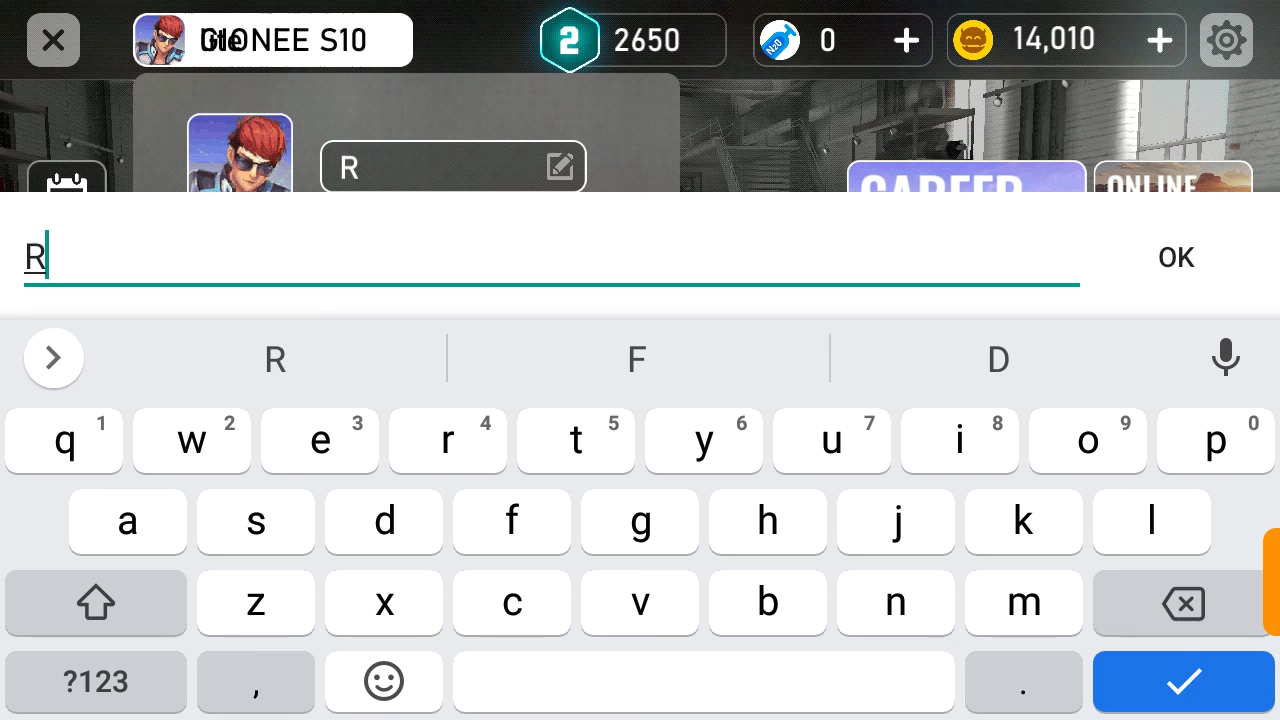 GIONEE S10
2
2650
N20
0
14,010
R
CAREER
ONLINE
R
OK
R
F
D
q 1 w 2 e 3 r 4 t 5 y 6 u 7 i 8 o 9 p 0
a s d f g h j k l
z x c v b n m
?123 , .